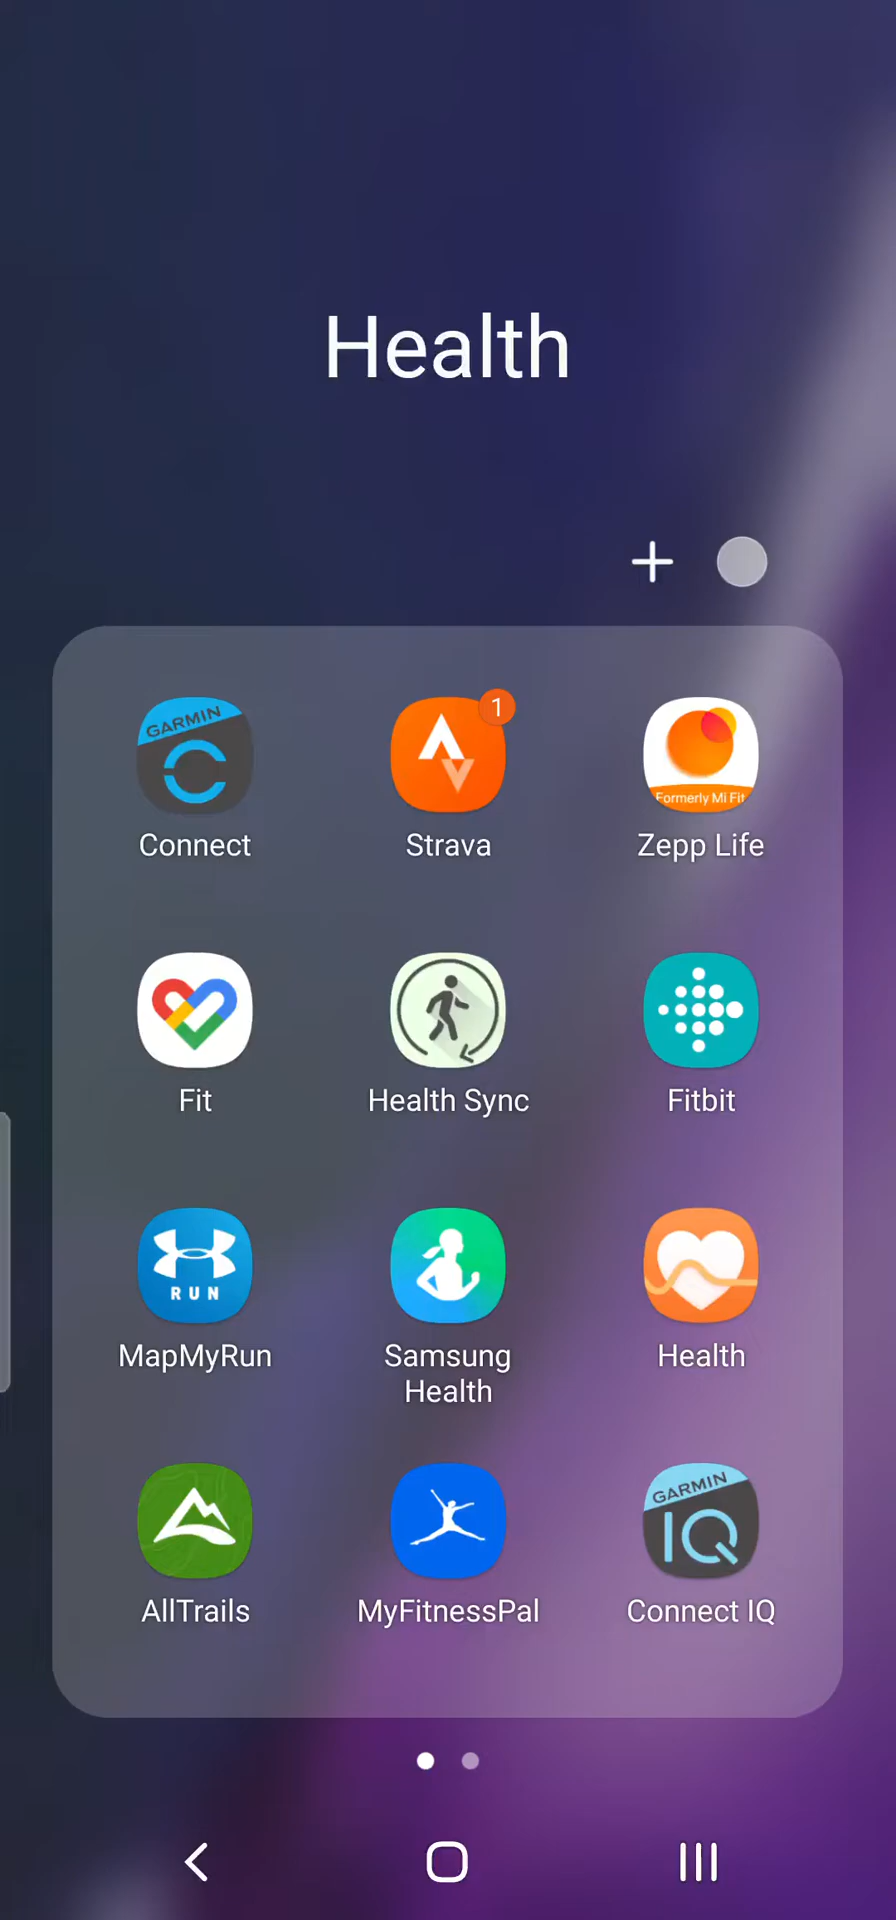 Health
GARMIN
1
Formerly Mi Fit
Connect
Strava
Zepp Life
Fit
Health Sync
Fitbit
RUN
MapMyRun
Samsung
Health
Health
GARMIN
IQ
AllTrails
MyFitnessPal
Connect IQ